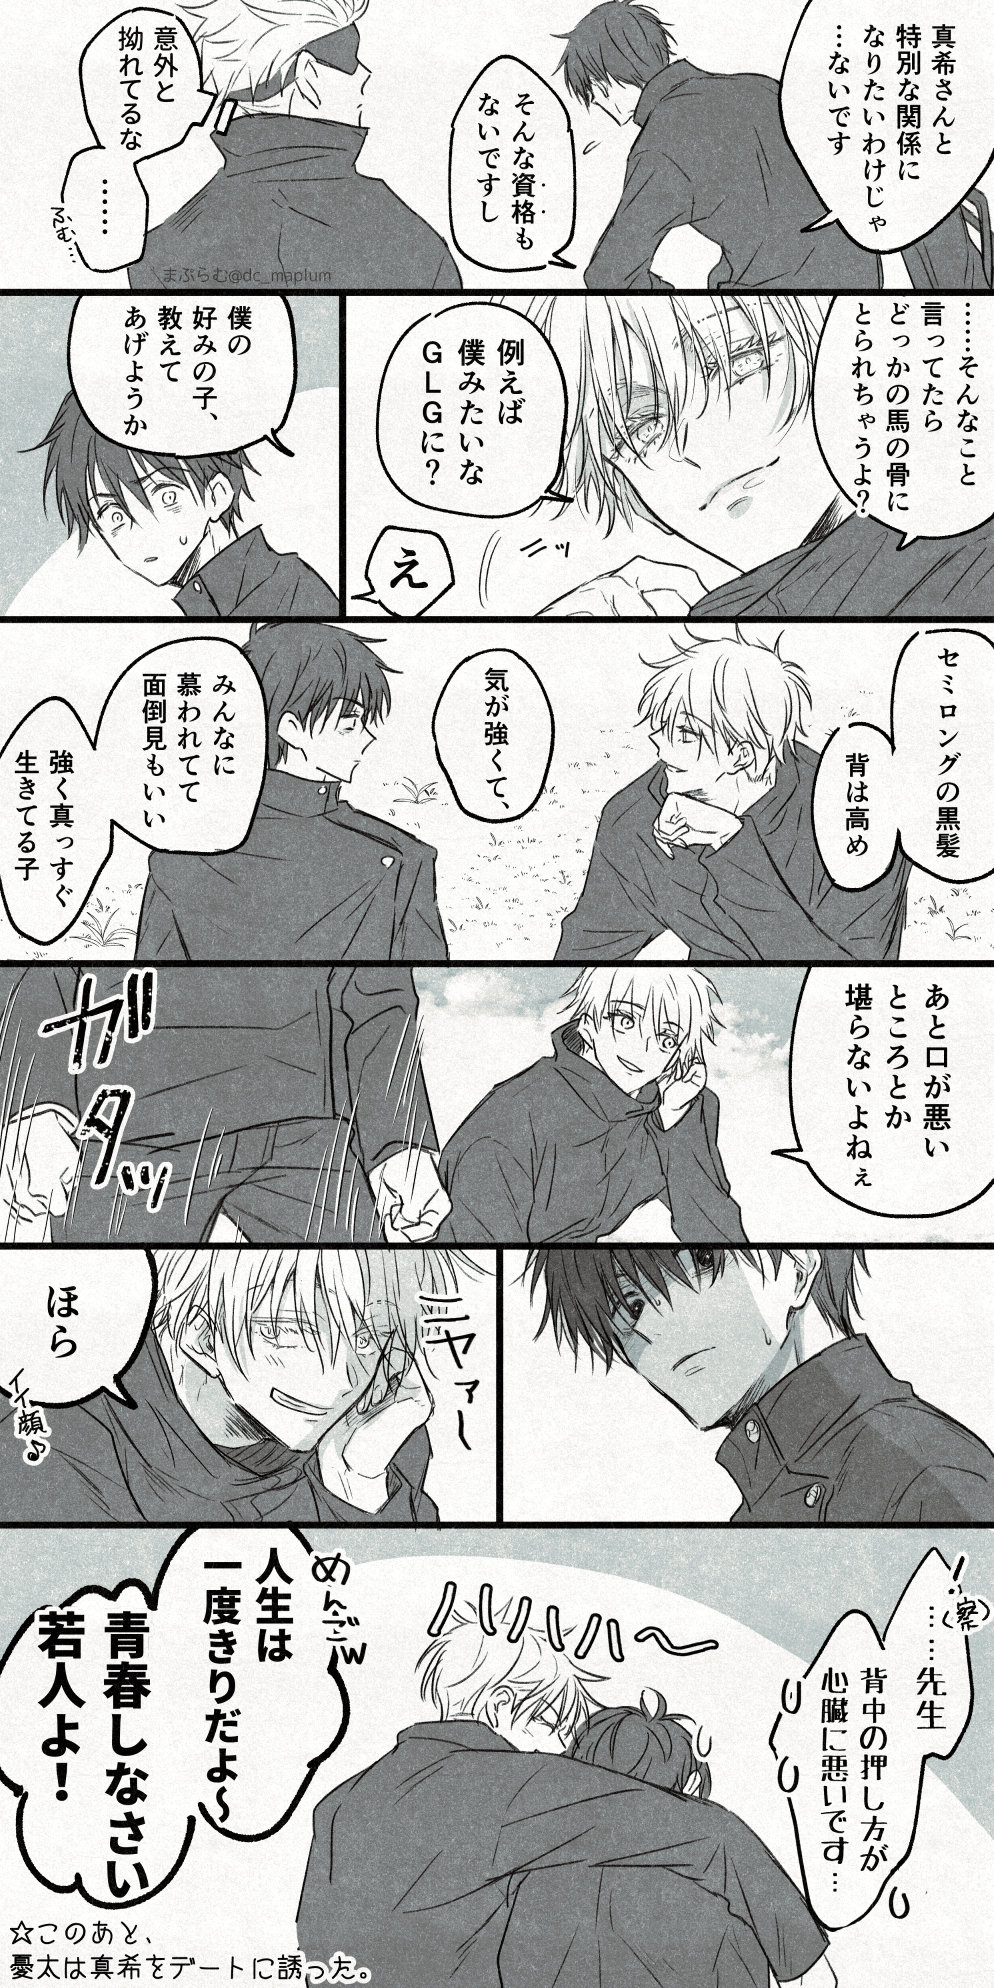 真希さんと
特別な関係に
なりたいわけじゃ
…ないです
そんな資格も
ないですし
意外と
拗れてるな
……
ふむ…
まぷらむ@dc_maplum
……そんなこと
言ってたら
どっかの馬の骨に
とられちゃうよ?
例えば
僕みたいな
GLGに?
ニッ
え
僕の
好みの子、
教えて
あげようか
セミロングの黒髪
背は高め
気が強くて、
みんなに
慕われてて
面倒見もいい
強く真っすぐ
生きてる子
あと口が悪い
ところとか
堪らないよねぇ
ガタッ
ニヤァー
ほら
イイ顔♪
！
(察)
……先生
背中の押し方が
心臓に悪いです…
ハハハハ〜
めんごw
人生は
一度きりだよ〜
青春しなさい
若人よ！
☆このあと、
憂太は真希をデートに誘った。